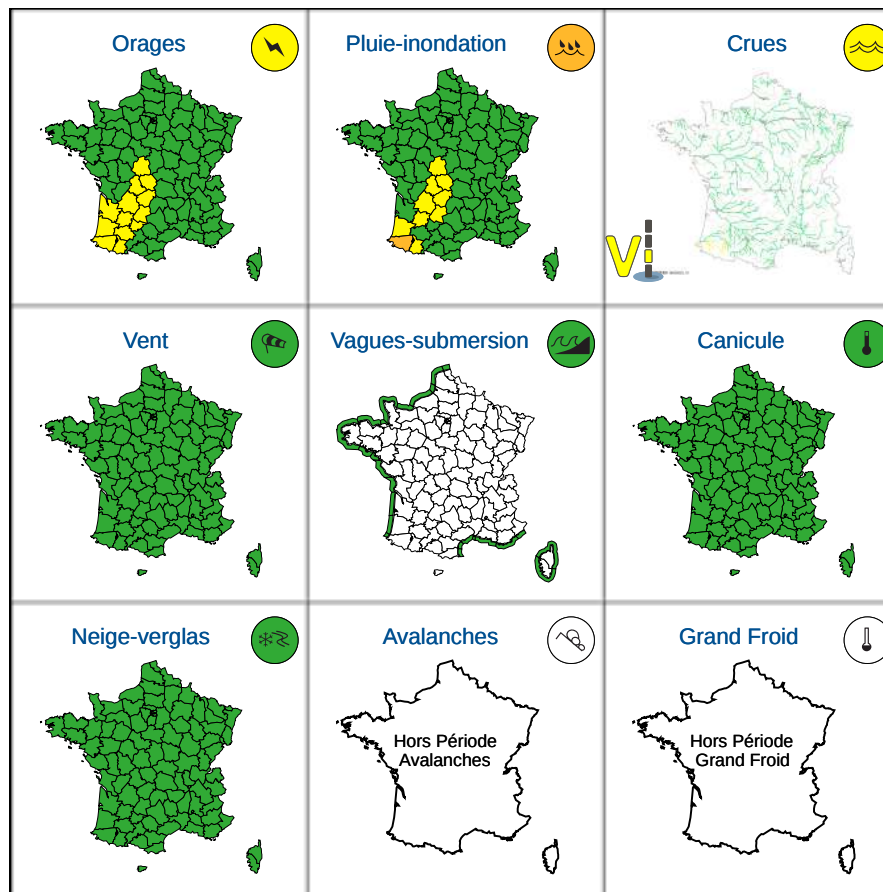 Orages
Pluie-inondation
Crues
Vent
Vagues-submersion
Canicule
Neige-verglas
Avalanches
Grand Froid
Hors Période
Avalanches
Hors Période
Grand Froid